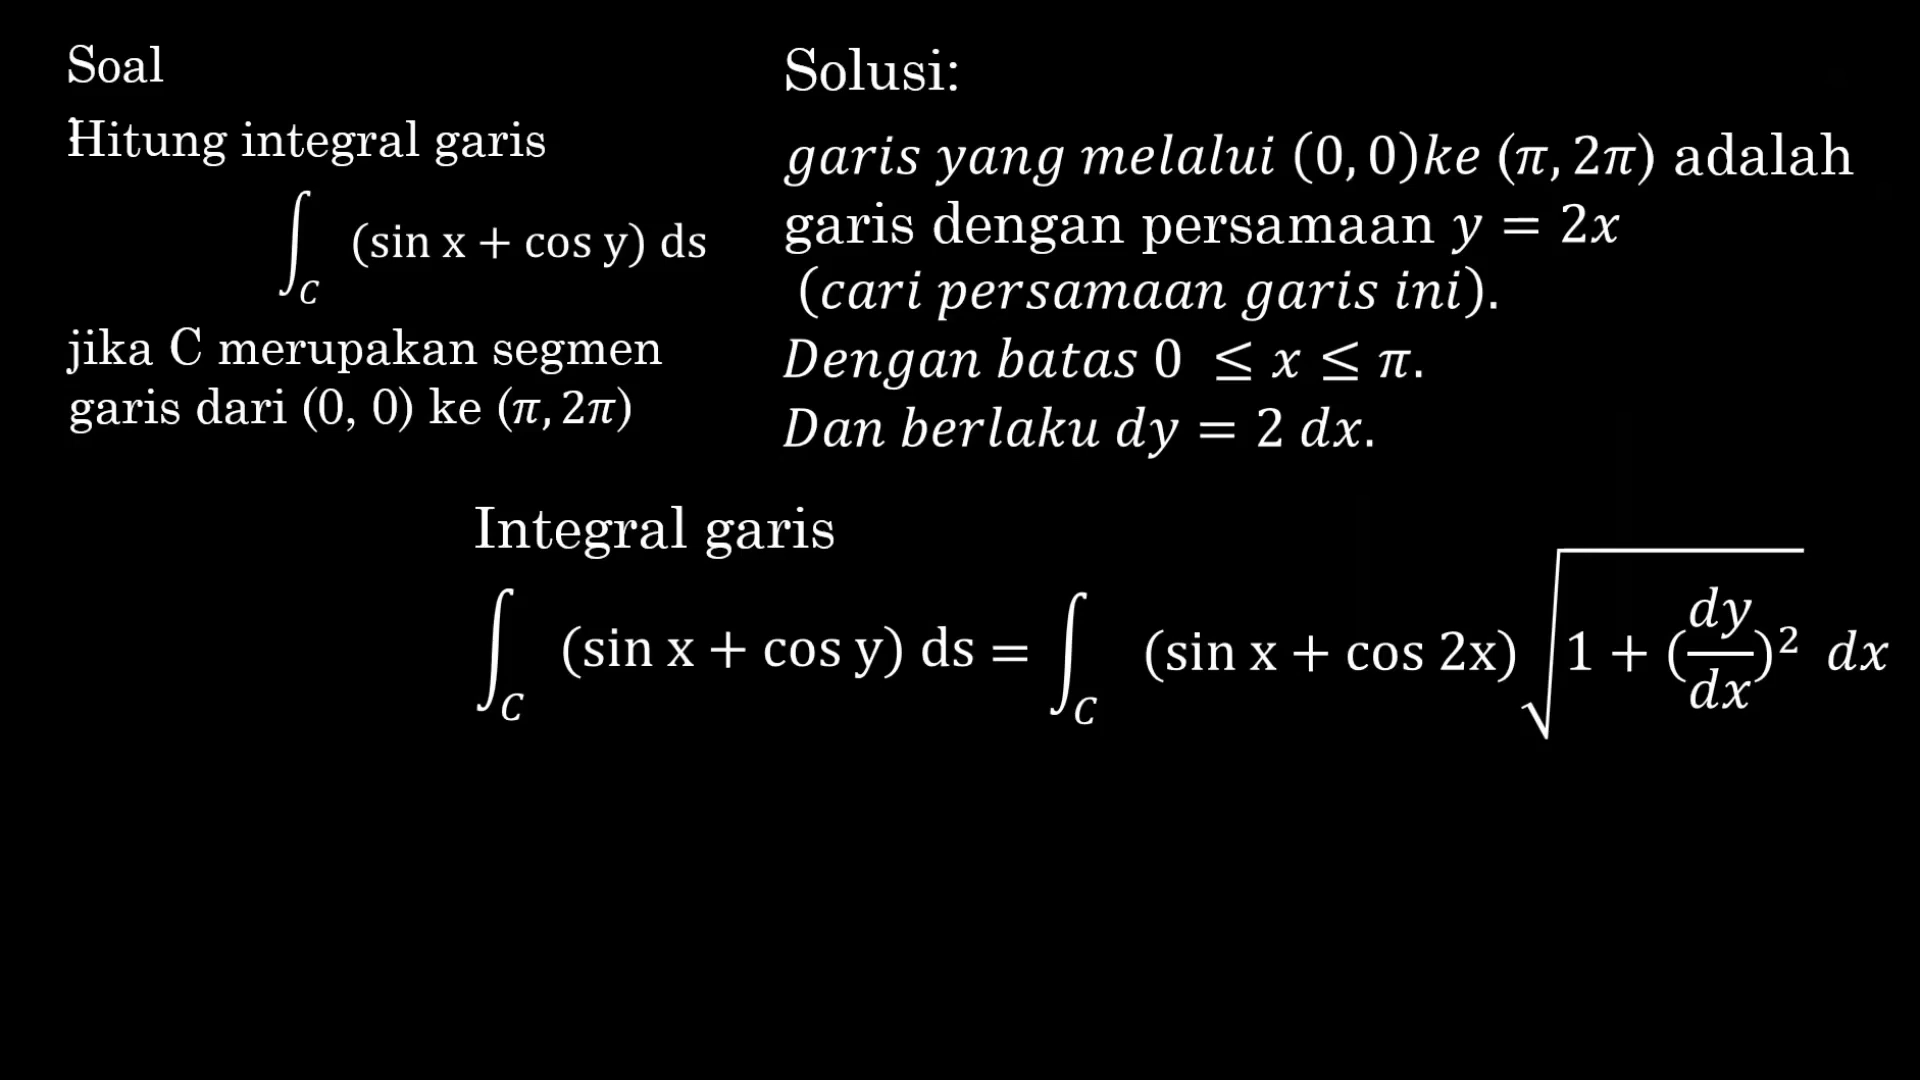 Soal
Hitung integral garis
∫_C (sin x + cos y) ds
jika C merupakan segmen
garis dari (0, 0) ke (π, 2π)
Solusi:
garis yang melalui (0, 0)ke (π, 2π) adalah
garis dengan persamaan y = 2x
(cari persamaan garis ini).
Dengan batas 0 ≤ x ≤ π.
Dan berlaku dy = 2 dx.
Integral garis
∫_C (sin x + cos y) ds = ∫_C (sin x + cos 2x) √(1 + (dy/dx)²) dx